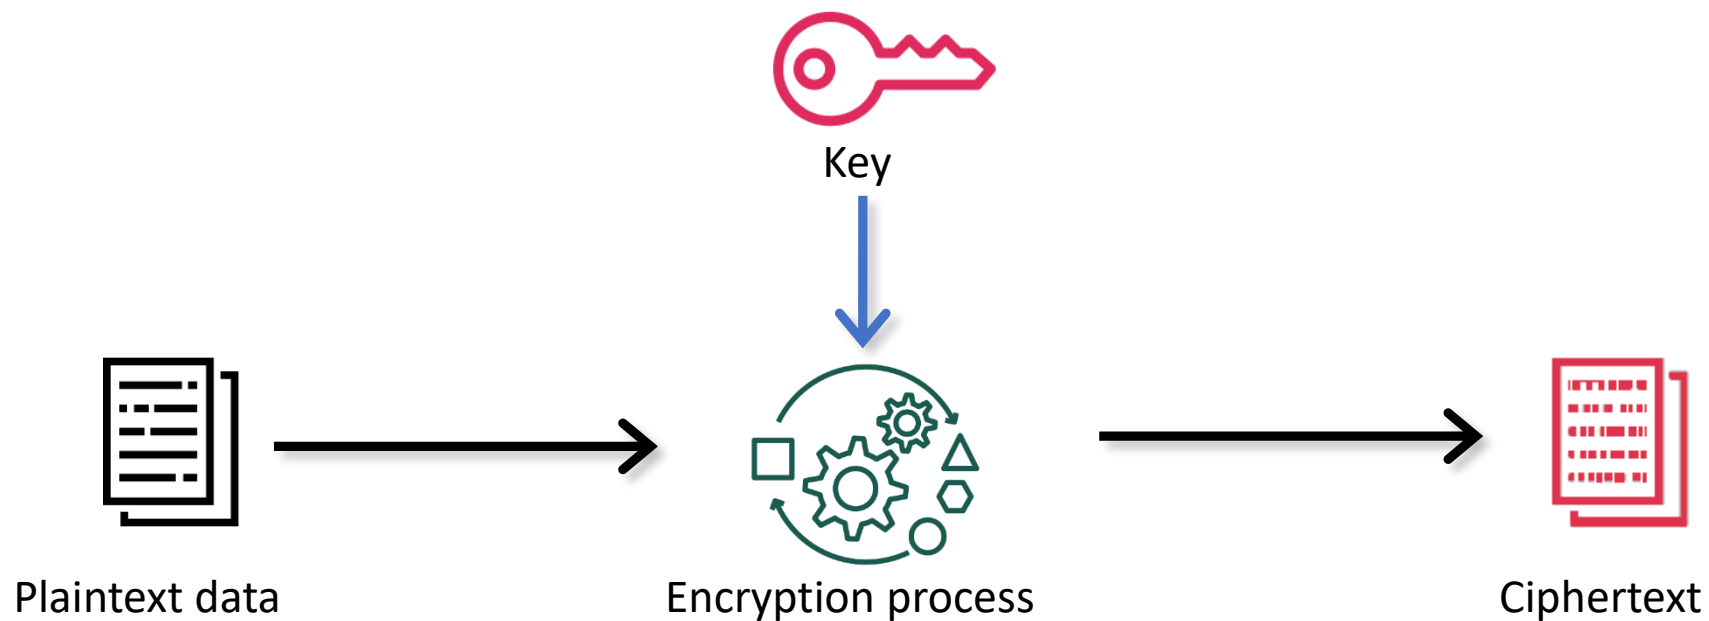 Key
Plaintext data
Encryption process
Ciphertext